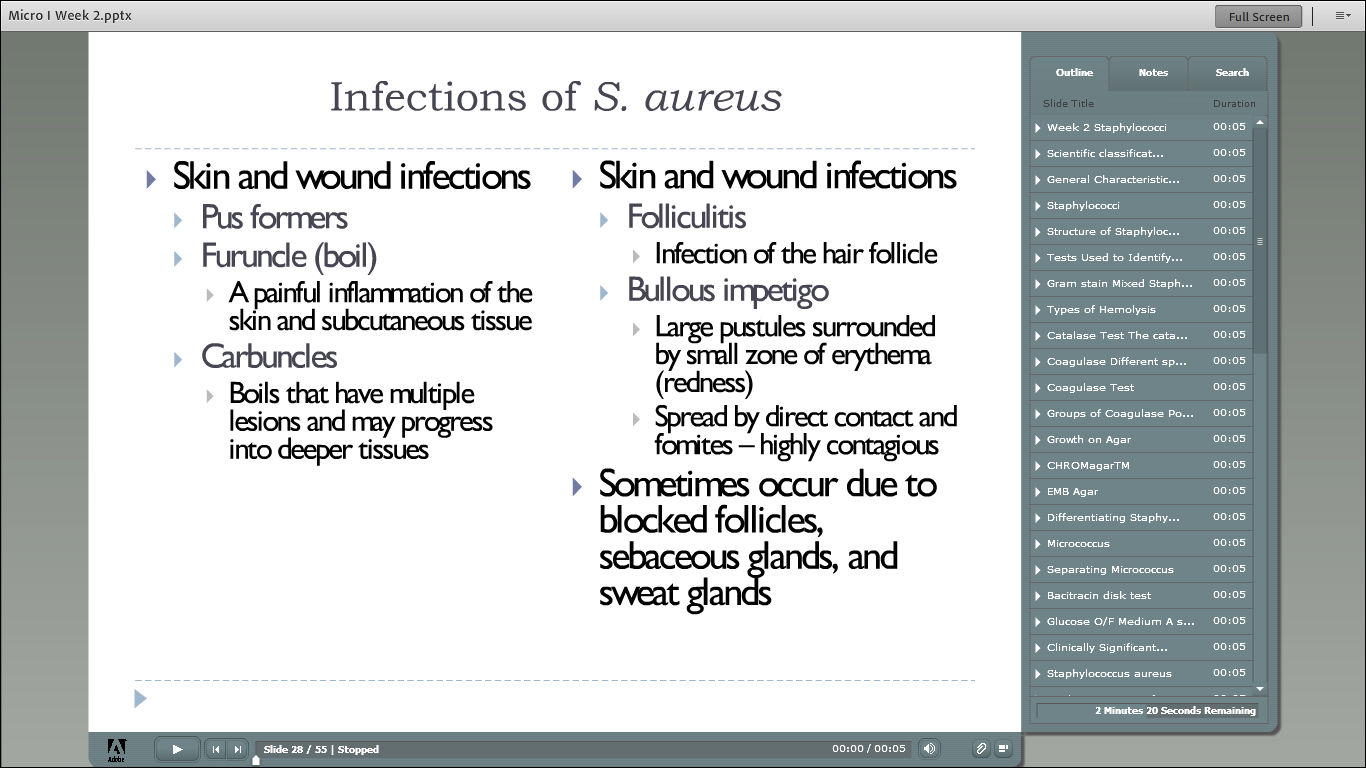 Micro I Week 2.pptx
Full Screen
Infections of S. aureus
Skin and wound infections
Pus formers
Furuncle (boil)
A painful inflammation of the
skin and subcutaneous tissue
Carbuncles
Boils that have multiple
lesions and may progress
into deeper tissues
Skin and wound infections
Folliculitis
Infection of the hair follicle
Bullous impetigo
Large pustules surrounded
by small zone of erythema
(redness)
Spread by direct contact and
fomites – highly contagious
Sometimes occur due to
blocked follicles,
sebaceous glands, and
sweat glands
Outline Notes Search
Slide Title Duration
Week 2 Staphylococci 00:05
Scientific classificat... 00:05
General Characteristic... 00:05
Staphylococci 00:05
Structure of Staphyloc... 00:05
Tests Used to Identify... 00:05
Gram stain Mixed Staph... 00:05
Types of Hemolysis 00:05
Catalase Test The cata... 00:05
Coagulase Different sp... 00:05
Coagulase Test 00:05
Groups of Coagulase Po... 00:05
Growth on Agar 00:05
CHROMagarTM 00:05
EMB Agar 00:05
Differentiating Staphy... 00:05
Micrococcus 00:05
Separating Micrococcus 00:05
Bacitracin disk test 00:05
Glucose O/F Medium A s... 00:05
Clinically Significant... 00:05
Staphylococcus aureus 00:05
2 Minutes 20 Seconds Remaining
Adobe
Slide 28 / 55 | Stopped 00:00 / 00:05